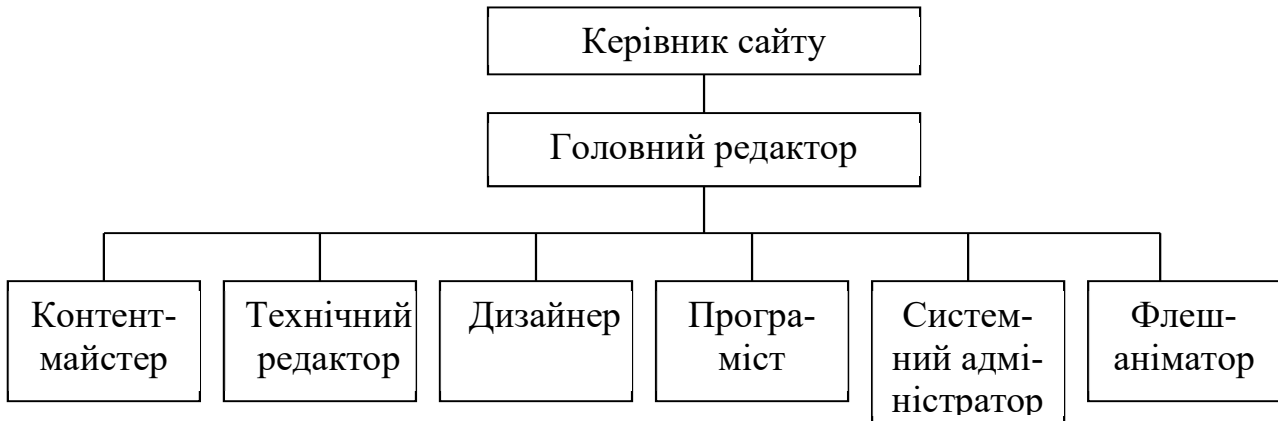 Керівник сайту
Головний редактор
Контент-
майстер
Технічний
редактор
Дизайнер
Програ-
міст
Систем-
ний адмі-
ністратор
Флеш-
аніматор